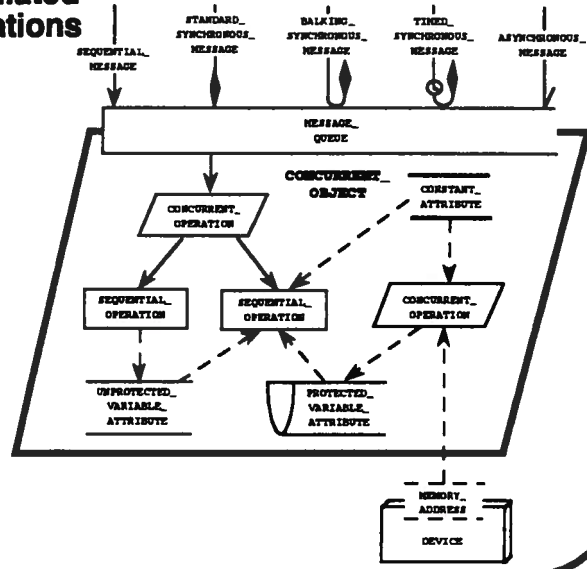 ations
SEQUENTIAL_
MESSAGE
STANDARD_
SYNCHRONOUS_
MESSAGE
BALKING_
SYNCHRONOUS_
MESSAGE
TIMED_
SYNCHRONOUS_
MESSAGE
ASYNCHRONOUS_
MESSAGE
MESSAGE_
QUEUE
CONCURRENT_
OBJECT
CONSTANT_
ATTRIBUTE
CONCURRENT_
OPERATION
SEQUENTIAL_
OPERATION
SEQUENTIAL_
OPERATION
CONCURRENT_
OPERATION
UNPROTECTED_
VARIABLE_
ATTRIBUTE
PROTECTED_
VARIABLE_
ATTRIBUTE
MEMORY_
ADDRESS
DEVICE